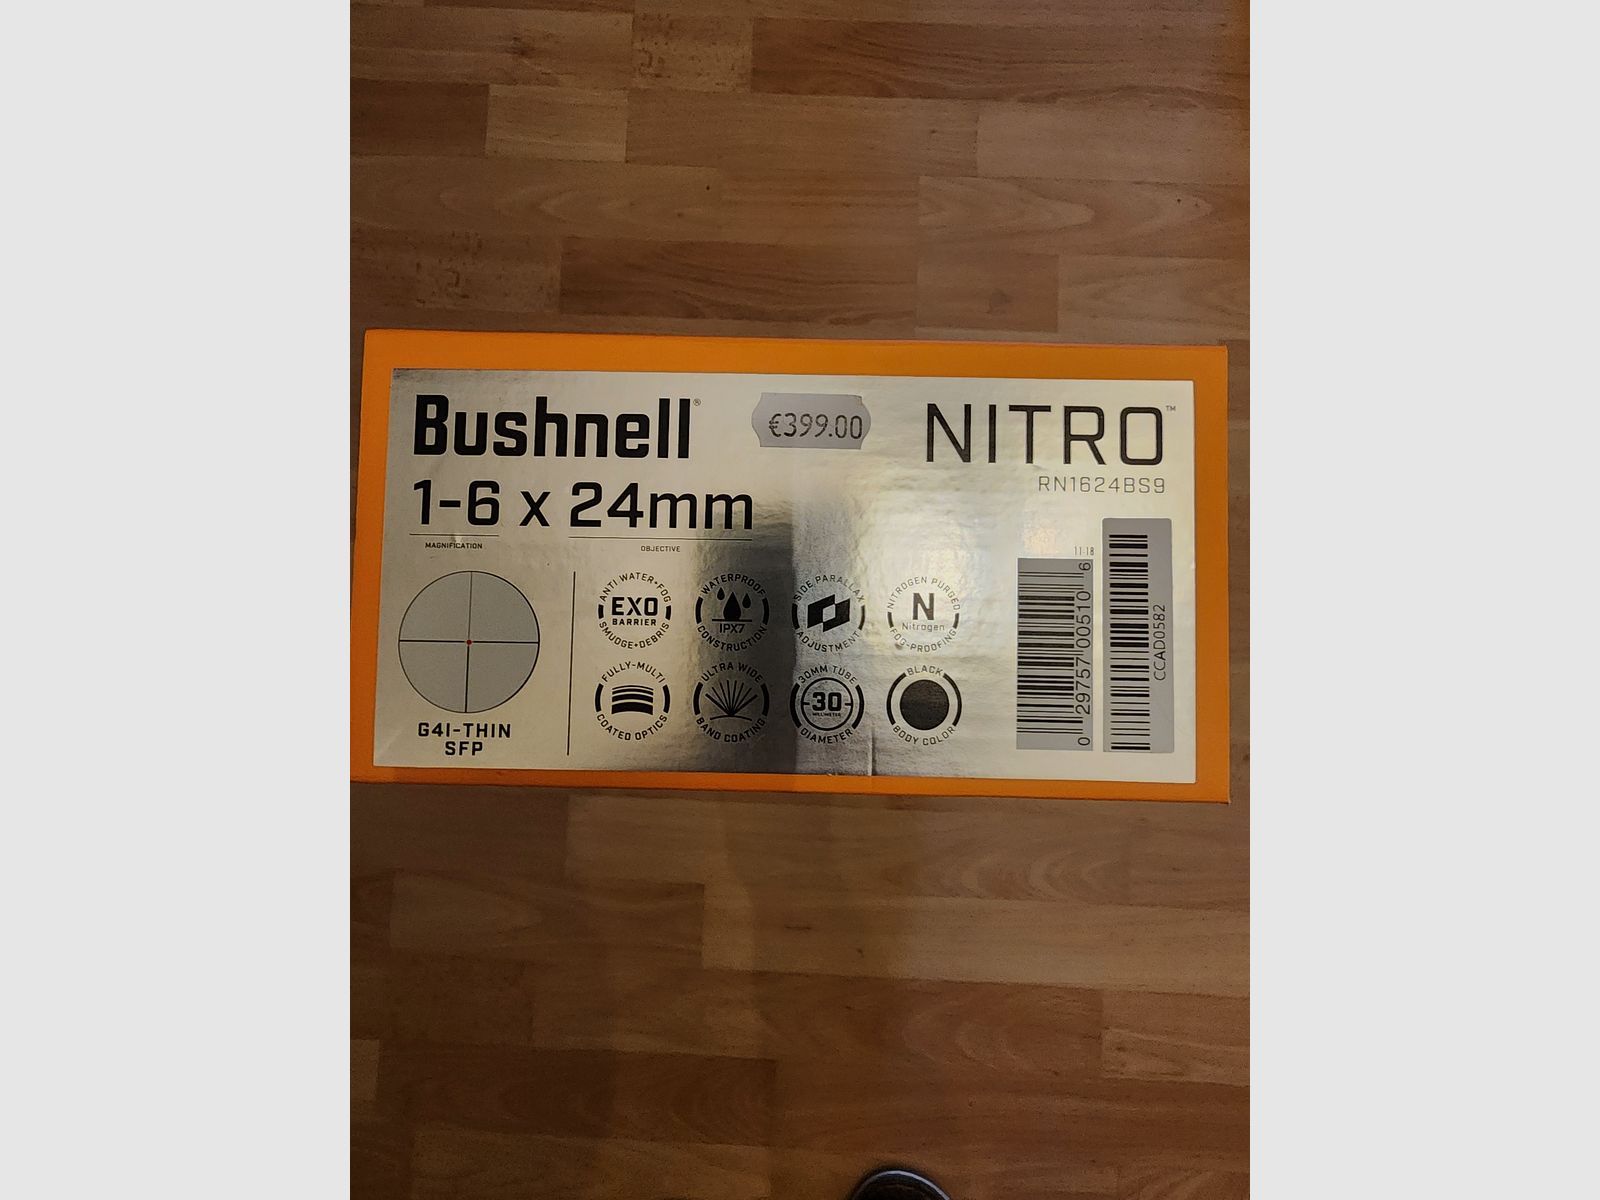 Bushnell®
€399.00
NITRO™
RN1624BS9
1-6 x 24mm
MAGNIFICATION
OBJECTIVE
G4I-THIN
SFP
ANTI WATER•FOG
EXO
BARRIER
SMUDGE•DEBRIS
WATERPROOF
IPX7
CONSTRUCTION
SIDE PARALLAX
ADJUSTMENT
NITROGEN PURGED
N
Nitrogen
FOG-PROOFING
FULLY-MULTI
COATED OPTICS
ULTRA WIDE
BAND COATING
30MM TUBE
30
MILLIMETER
DIAMETER
BLACK
BODY COLOR
11-18
0 29757 00510 6
CCAD0582